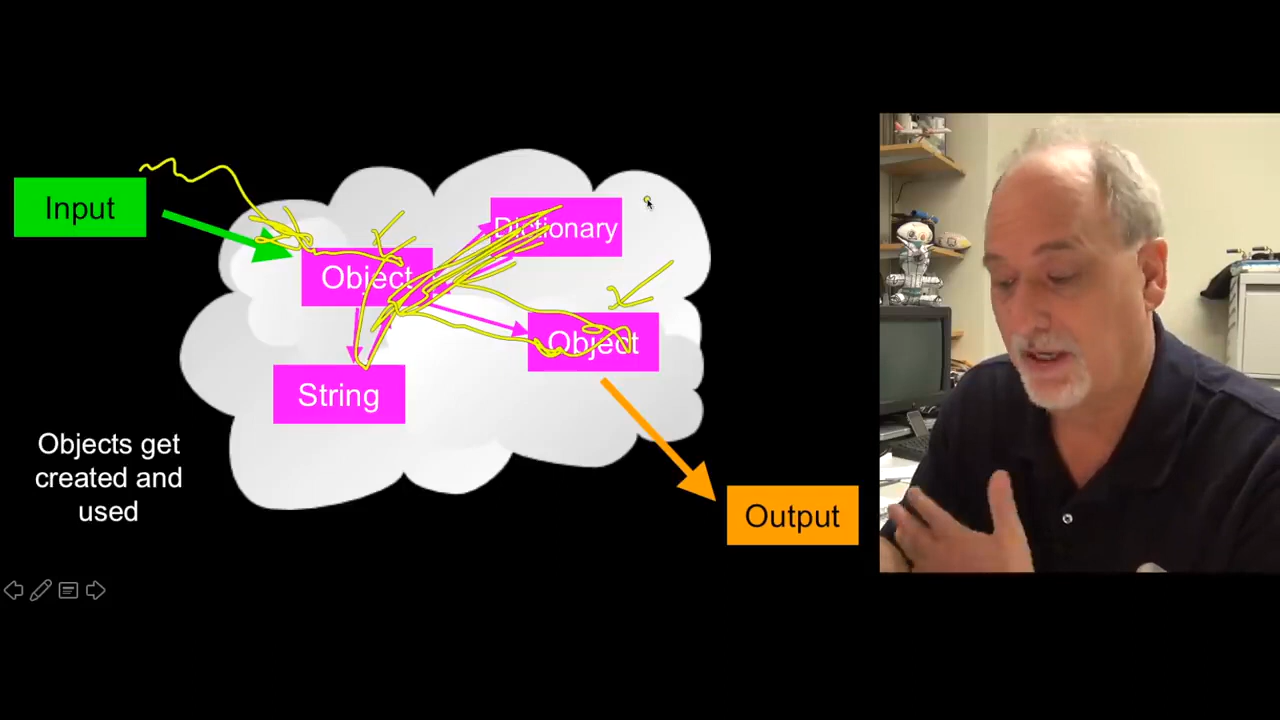 Input
Dictionary
Object
Object
String
Objects get
created and
used
Output